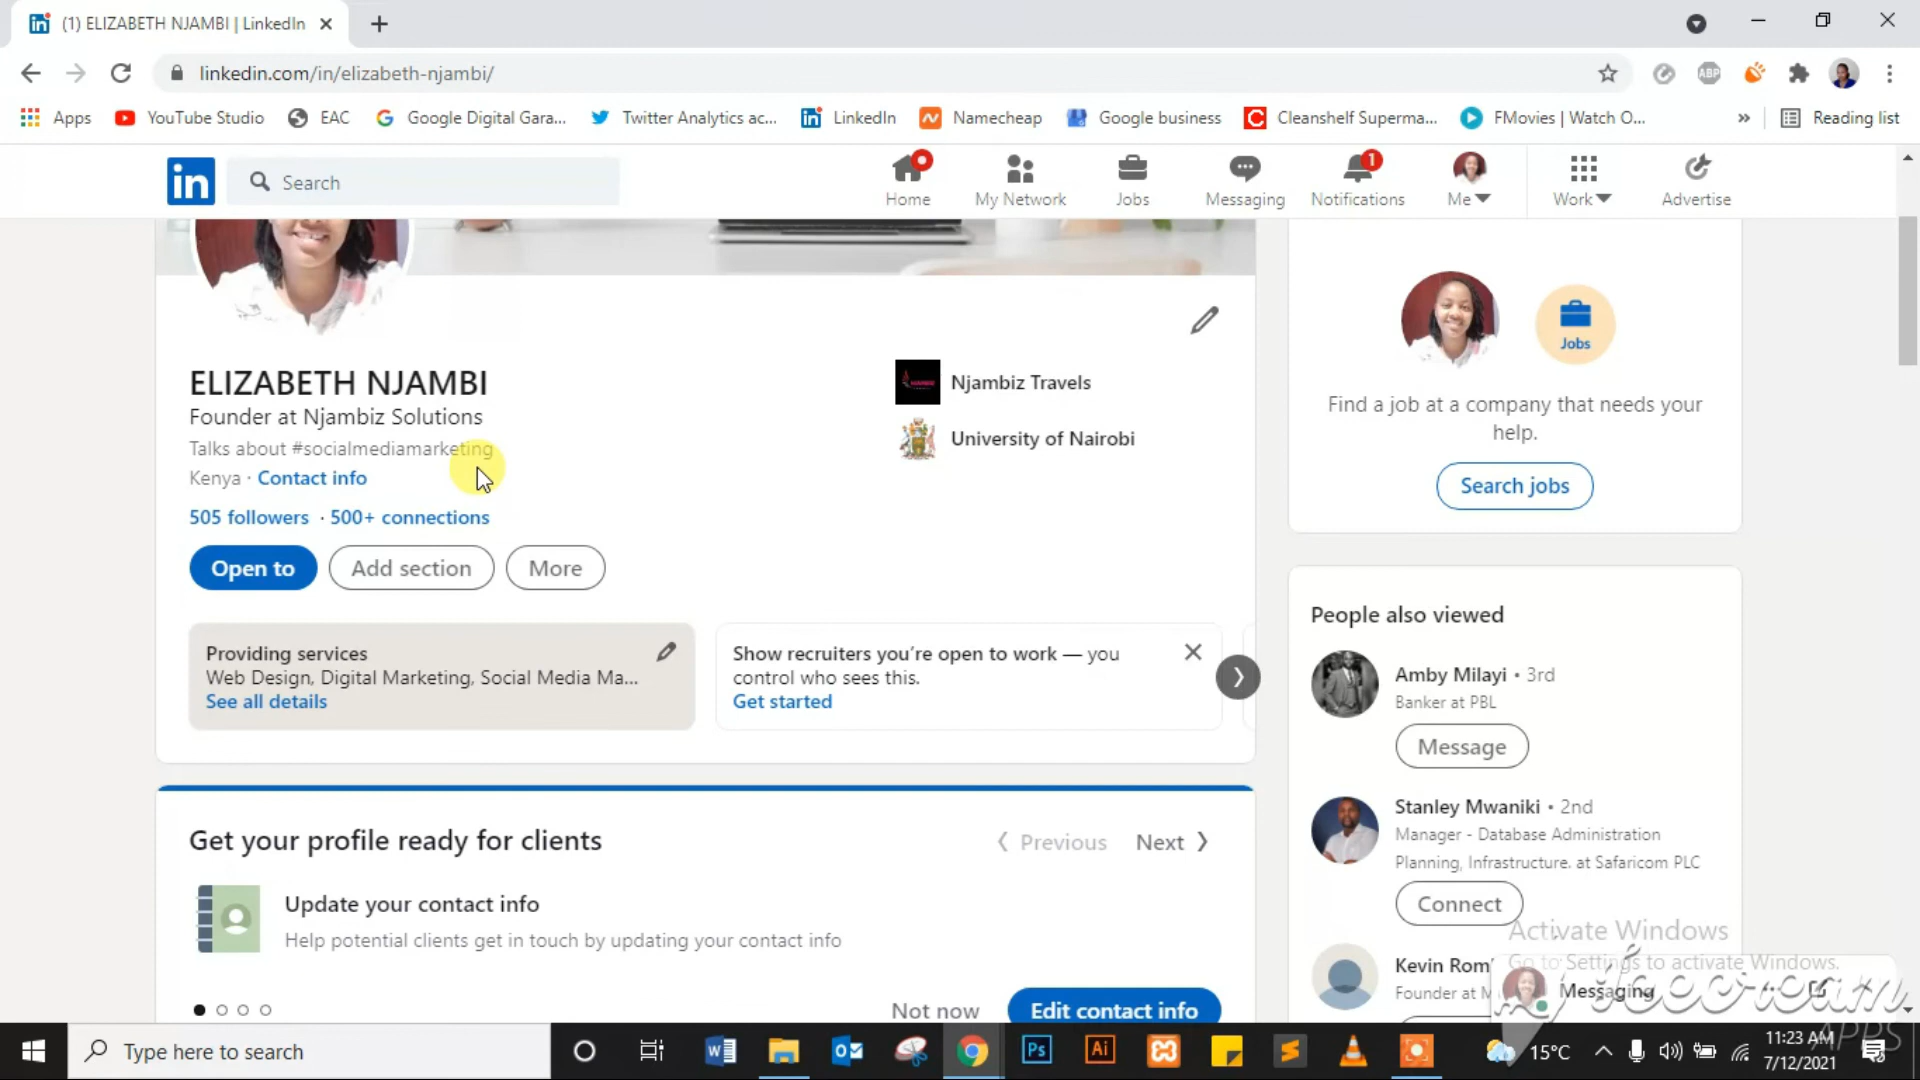 (1) ELIZABETH NJAMBI | LinkedIn
linkedin.com/in/elizabeth-njambi/
ABP
Apps YouTube Studio EAC Google Digital Gara... Twitter Analytics ac... LinkedIn Namecheap Google business Cleanshelf Superma... FMovies | Watch O... » Reading list
in Search
1
Home My Network Jobs Messaging Notifications Me Work Advertise
ELIZABETH NJAMBI
Founder at Njambiz Solutions
Talks about #socialmediamarketing
Kenya · Contact info
505 followers · 500+ connections
Open to Add section More
Njambiz Travels
University of Nairobi
Providing services
Web Design, Digital Marketing, Social Media Ma...
See all details
Show recruiters you're open to work — you
control who sees this.
Get started
Get your profile ready for clients
Previous Next
Update your contact info
Help potential clients get in touch by updating your contact info
Not now Edit contact info
Jobs
Find a job at a company that needs your
help.
Search jobs
People also viewed
Amby Milayi • 3rd
Banker at PBL
Message
Stanley Mwaniki • 2nd
Manager - Database Administration
Planning, Infrastructure. at Safaricom PLC
Connect
Activate Windows
Go to Settings to activate Windows.
Kevin
Founder at
Messaging
APPS
Type here to search
Ps Ai
15°C
11:23 AM
7/12/2021